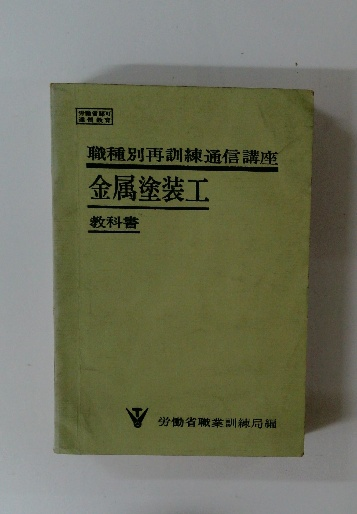 労働省認可
通信教育
職種別再訓練通信講座
金属塗装工
教科書
労働省職業訓練局編